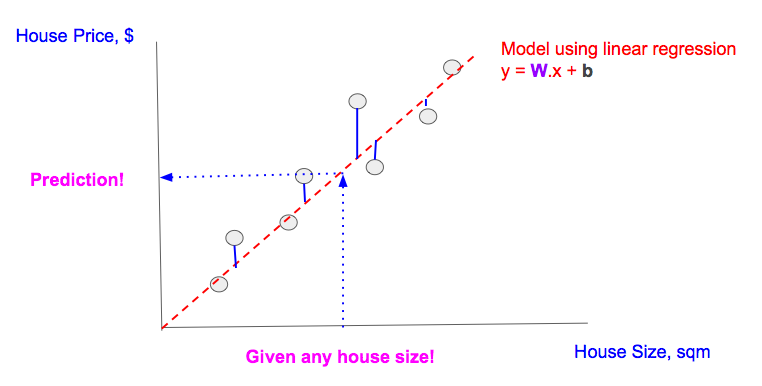 House Price, $
Model using linear regression
y = W.x + b
Prediction!
Given any house size!
House Size, sqm